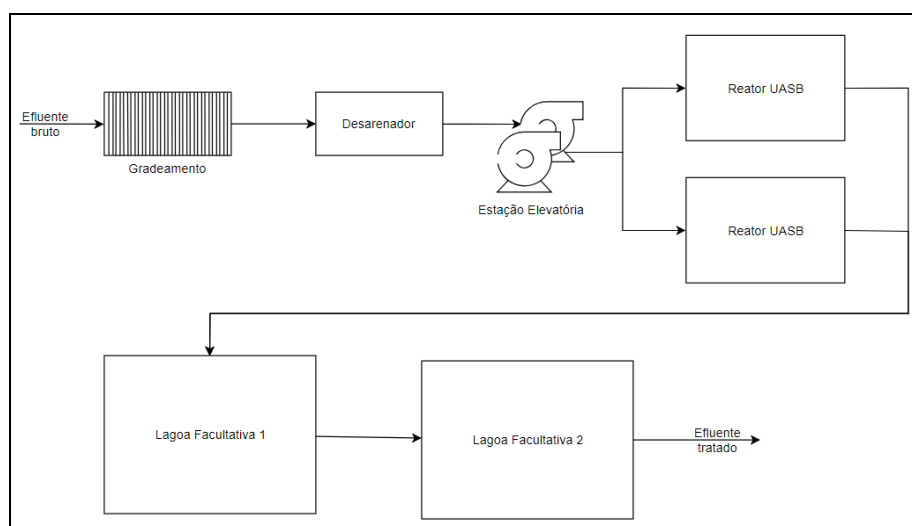 Efluente
bruto
Gradeamento
Desarenador
Estação Elevatória
Reator UASB
Reator UASB
Lagoa Facultativa 1
Lagoa Facultativa 2
Efluente
tratado